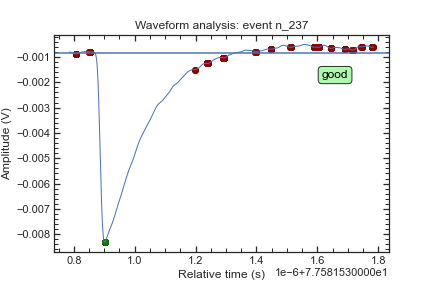 Waveform analysis: event n_237
−0.001
−0.002
−0.003
−0.004
−0.005
−0.006
−0.007
−0.008
Amplitude (V)
good
0.8 1.0 1.2 1.4 1.6 1.8
Relative time (s)
1e-6+7.7581530000e1